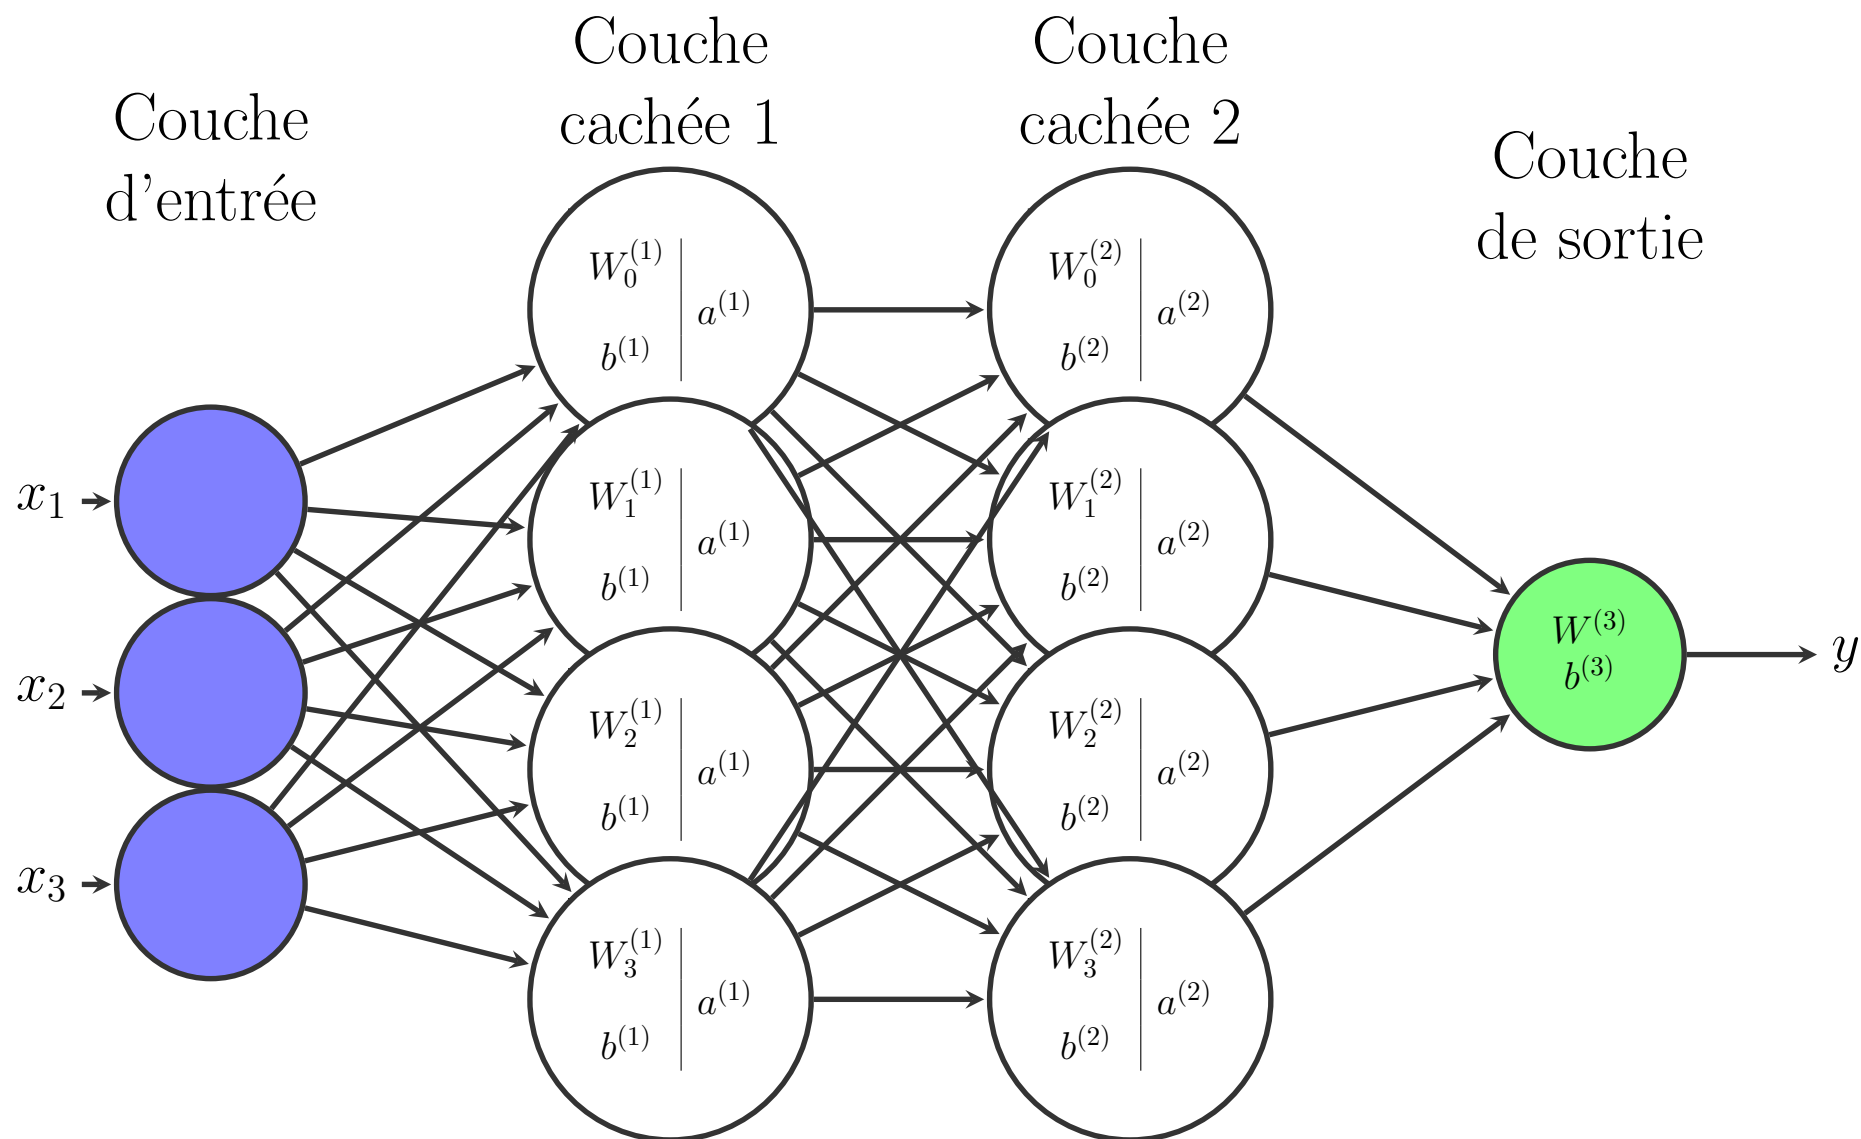 Couche
d'entrée
Couche
cachée 1
Couche
cachée 2
Couche
de sortie
x₁
x₂
x₃
W₀⁽¹⁾
b⁽¹⁾
a⁽¹⁾
W₁⁽¹⁾
b⁽¹⁾
a⁽¹⁾
W₂⁽¹⁾
b⁽¹⁾
a⁽¹⁾
W₃⁽¹⁾
b⁽¹⁾
a⁽¹⁾
W₀⁽²⁾
b⁽²⁾
a⁽²⁾
W₁⁽²⁾
b⁽²⁾
a⁽²⁾
W₂⁽²⁾
b⁽²⁾
a⁽²⁾
W₃⁽²⁾
b⁽²⁾
a⁽²⁾
W⁽³⁾
b⁽³⁾
y